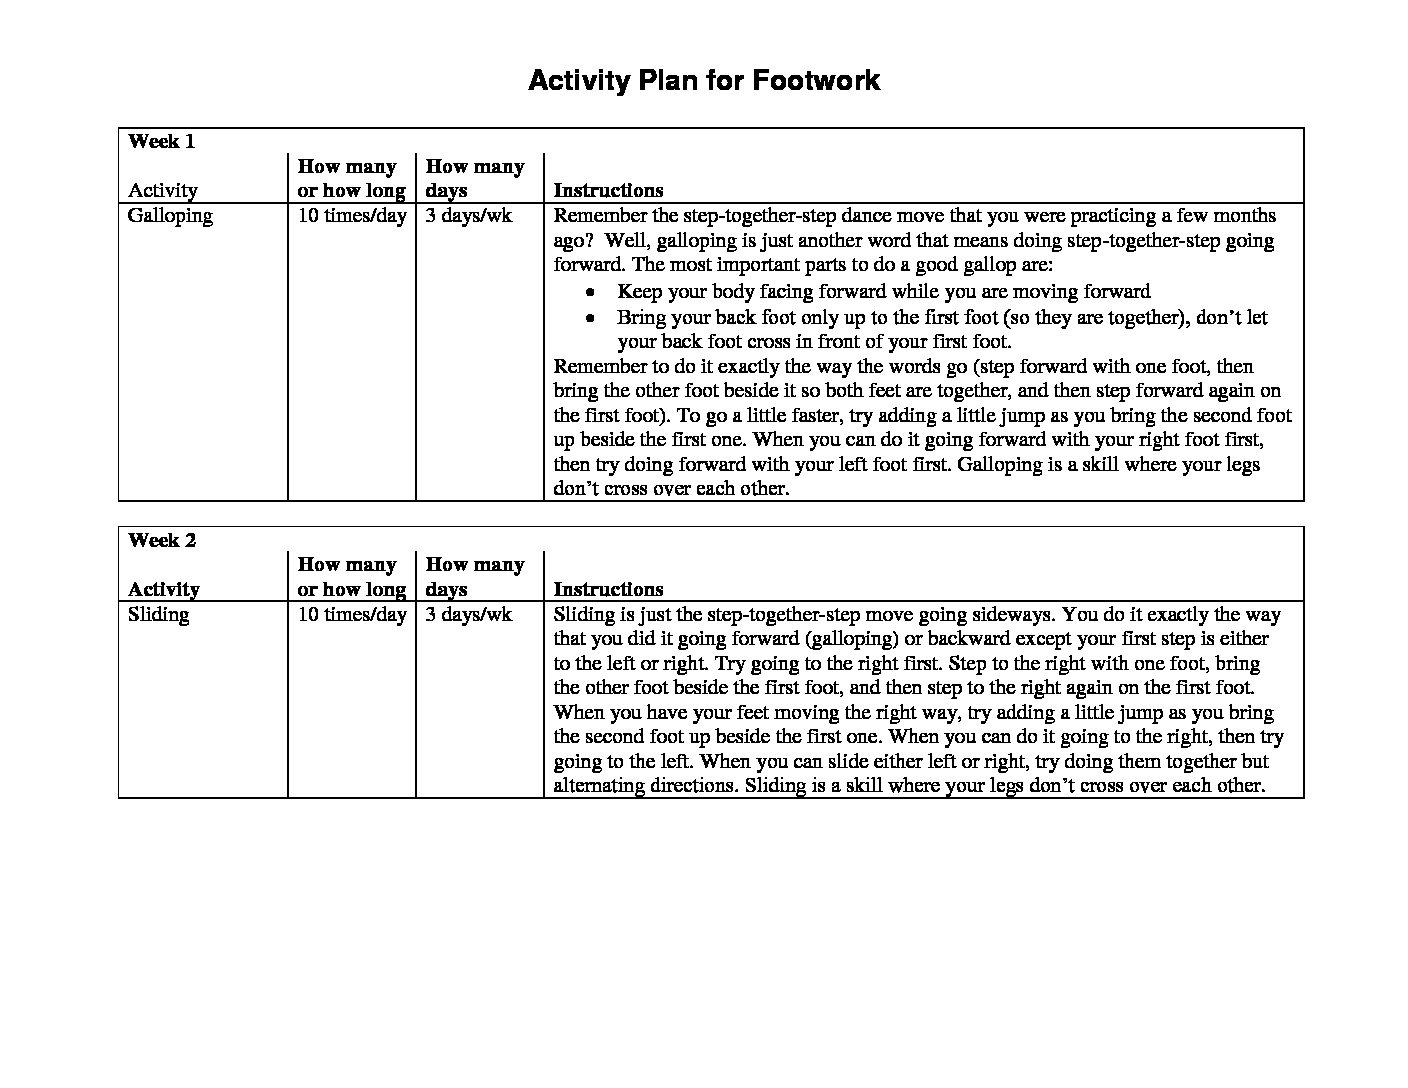 Activity Plan for Footwork
Week 1
Activity
How many
or how long
How many
days
Instructions
Galloping
10 times/day
3 days/wk
Remember the step-together-step dance move that you were practicing a few months
ago?  Well, galloping is just another word that means doing step-together-step going
forward. The most important parts to do a good gallop are:
• Keep your body facing forward while you are moving forward
• Bring your back foot only up to the first foot (so they are together), don’t let
your back foot cross in front of your first foot.
Remember to do it exactly the way the words go (step forward with one foot, then
bring the other foot beside it so both feet are together, and then step forward again on
the first foot). To go a little faster, try adding a little jump as you bring the second foot
up beside the first one. When you can do it going forward with your right foot first,
then try doing forward with your left foot first. Galloping is a skill where your legs
don’t cross over each other.
Week 2
Activity
How many
or how long
How many
days
Instructions
Sliding
10 times/day
3 days/wk
Sliding is just the step-together-step move going sideways. You do it exactly the way
that you did it going forward (galloping) or backward except your first step is either
to the left or right. Try going to the right first. Step to the right with one foot, bring
the other foot beside the first foot, and then step to the right again on the first foot.
When you have your feet moving the right way, try adding a little jump as you bring
the second foot up beside the first one. When you can do it going to the right, then try
going to the left. When you can slide either left or right, try doing them together but
alternating directions. Sliding is a skill where your legs don’t cross over each other.